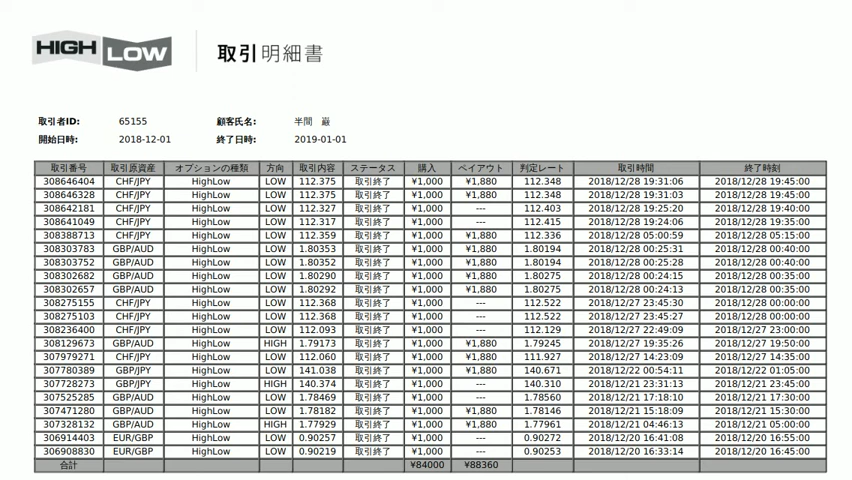 HIGH LOW 取引明細書
取引者ID: 65155 顧客氏名: 半間 巌
開始日時: 2018-12-01 終了日時: 2019-01-01
取引番号 取引原資産 オプションの種類 方向 取引内容 ステータス 購入 ペイアウト 判定レート 取引時間 終了時刻
308646404 CHF/JPY HighLow LOW 112.375 取引終了 ¥1,000 ¥1,880 112.348 2018/12/28 19:31:06 2018/12/28 19:45:00
308646328 CHF/JPY HighLow LOW 112.375 取引終了 ¥1,000 ¥1,880 112.348 2018/12/28 19:31:03 2018/12/28 19:45:00
308642181 CHF/JPY HighLow LOW 112.327 取引終了 ¥1,000 --- 112.403 2018/12/28 19:25:20 2018/12/28 19:40:00
308641049 CHF/JPY HighLow LOW 112.317 取引終了 ¥1,000 --- 112.415 2018/12/28 19:24:06 2018/12/28 19:35:00
308388713 CHF/JPY HighLow LOW 112.359 取引終了 ¥1,000 ¥1,880 112.336 2018/12/28 05:00:59 2018/12/28 05:15:00
308303783 GBP/AUD HighLow LOW 1.80353 取引終了 ¥1,000 ¥1,880 1.80194 2018/12/28 00:25:31 2018/12/28 00:40:00
308303752 GBP/AUD HighLow LOW 1.80352 取引終了 ¥1,000 ¥1,880 1.80194 2018/12/28 00:25:28 2018/12/28 00:40:00
308302682 GBP/AUD HighLow LOW 1.80290 取引終了 ¥1,000 ¥1,880 1.80275 2018/12/28 00:24:15 2018/12/28 00:35:00
308302657 GBP/AUD HighLow LOW 1.80292 取引終了 ¥1,000 ¥1,880 1.80275 2018/12/28 00:24:13 2018/12/28 00:35:00
308275155 CHF/JPY HighLow LOW 112.368 取引終了 ¥1,000 --- 112.522 2018/12/27 23:45:30 2018/12/28 00:00:00
308275103 CHF/JPY HighLow LOW 112.368 取引終了 ¥1,000 --- 112.522 2018/12/27 23:45:27 2018/12/28 00:00:00
308236400 CHF/JPY HighLow LOW 112.093 取引終了 ¥1,000 --- 112.129 2018/12/27 22:49:09 2018/12/27 23:00:00
308129673 GBP/AUD HighLow HIGH 1.79173 取引終了 ¥1,000 ¥1,880 1.79245 2018/12/27 19:35:26 2018/12/27 19:50:00
307979271 CHF/JPY HighLow LOW 112.060 取引終了 ¥1,000 ¥1,880 111.927 2018/12/27 14:23:09 2018/12/27 14:35:00
307780389 GBP/JPY HighLow LOW 141.038 取引終了 ¥1,000 ¥1,880 140.671 2018/12/22 00:54:11 2018/12/22 01:05:00
307728273 GBP/JPY HighLow HIGH 140.374 取引終了 ¥1,000 --- 140.310 2018/12/21 23:31:13 2018/12/21 23:45:00
307525285 GBP/AUD HighLow LOW 1.78469 取引終了 ¥1,000 --- 1.78560 2018/12/21 17:18:10 2018/12/21 17:30:00
307471280 GBP/AUD HighLow LOW 1.78182 取引終了 ¥1,000 ¥1,880 1.78146 2018/12/21 15:18:09 2018/12/21 15:30:00
307328132 GBP/AUD HighLow HIGH 1.77929 取引終了 ¥1,000 ¥1,880 1.77961 2018/12/21 04:46:13 2018/12/21 05:00:00
306914403 EUR/GBP HighLow LOW 0.90257 取引終了 ¥1,000 --- 0.90272 2018/12/20 16:41:08 2018/12/20 16:55:00
306908830 EUR/GBP HighLow LOW 0.90219 取引終了 ¥1,000 --- 0.90253 2018/12/20 16:33:14 2018/12/20 16:45:00
合計 ¥84000 ¥88360